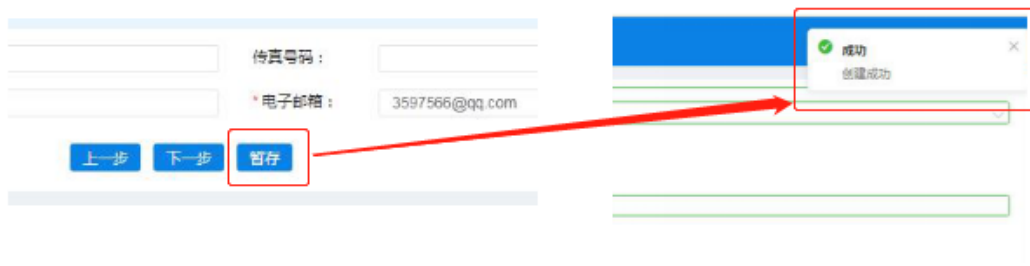 传真号码：
*电子邮箱：
3597566@qq.com
上一步
下一步
暂存
成功
创建成功